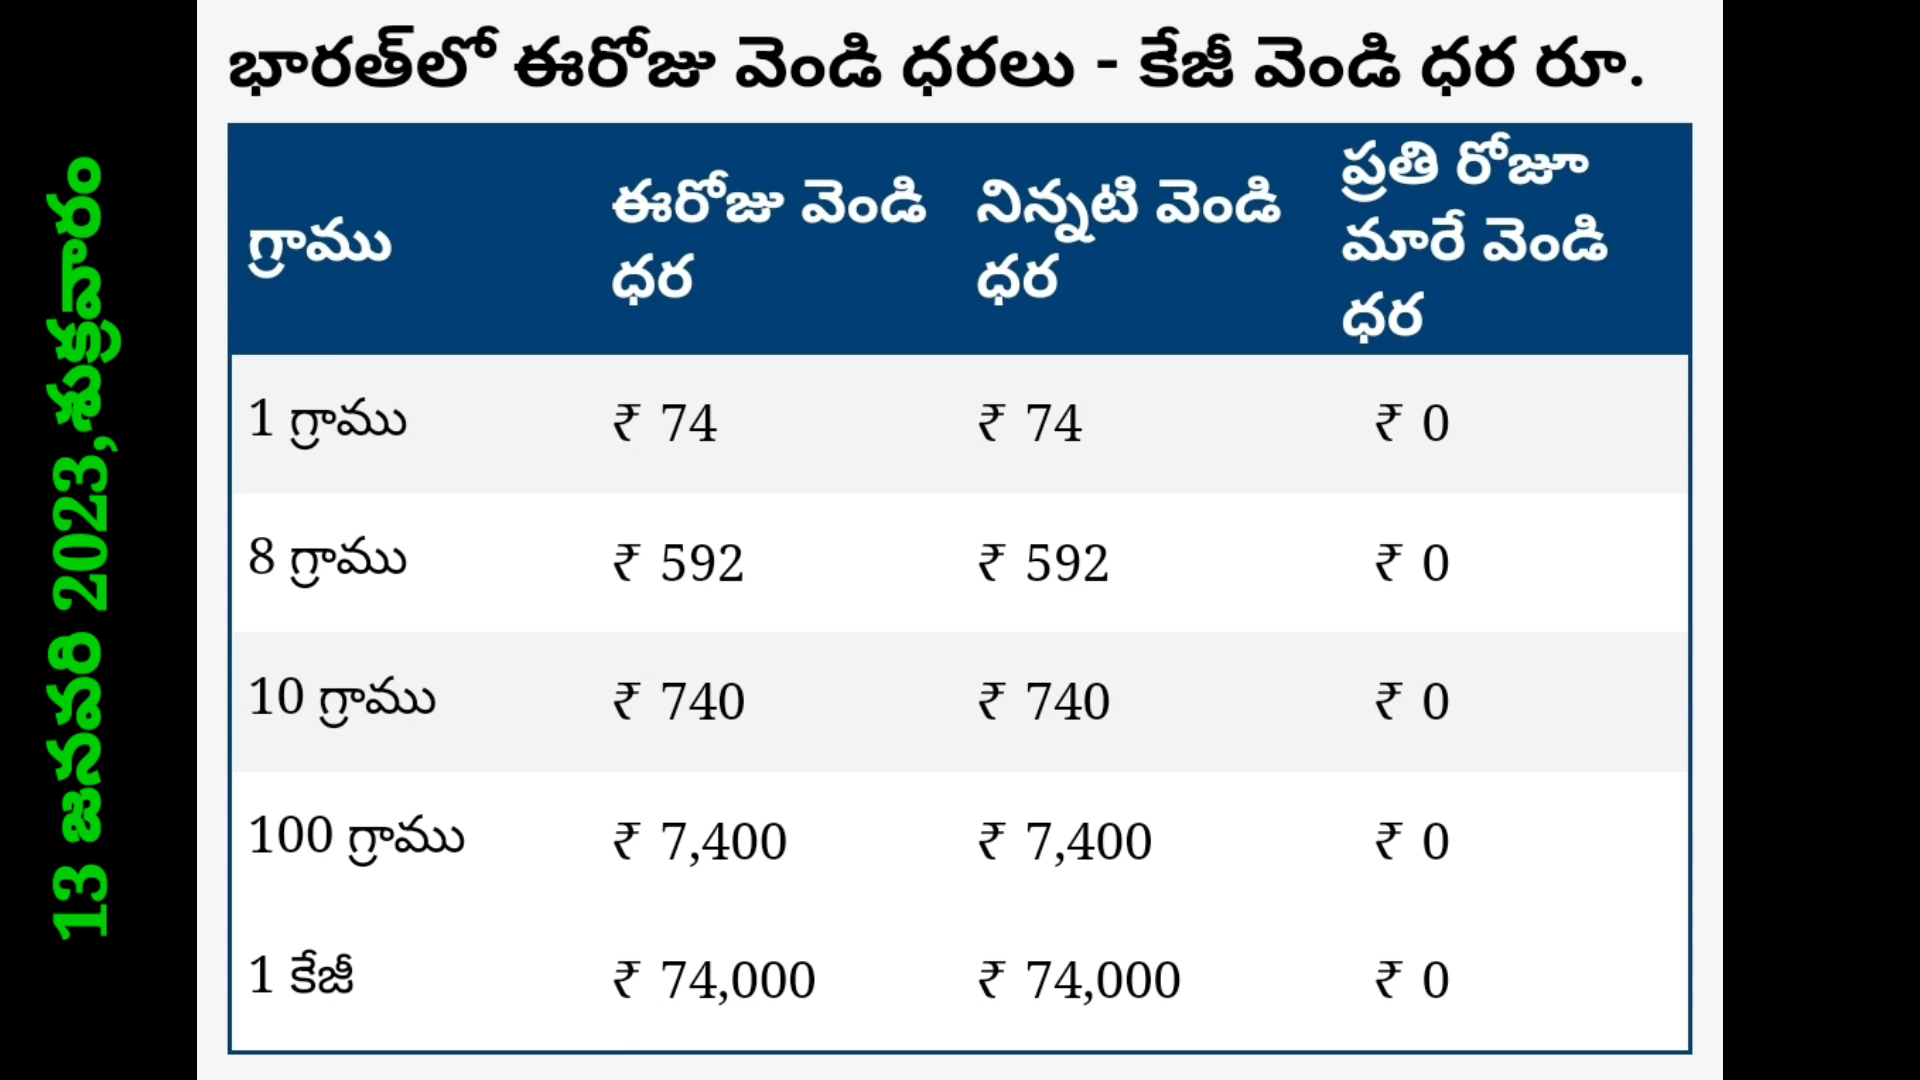 13 జనవరి 2023,శుక్రవారం
భారత్‌లో ఈరోజు వెండి ధరలు - కేజీ వెండి ధర రూ.
గ్రాము ఈరోజు వెండి ధర నిన్నటి వెండి ధర ప్రతి రోజూ మారే వెండి ధర
1 గ్రాము ₹ 74 ₹ 74 ₹ 0
8 గ్రాము ₹ 592 ₹ 592 ₹ 0
10 గ్రాము ₹ 740 ₹ 740 ₹ 0
100 గ్రాము ₹ 7,400 ₹ 7,400 ₹ 0
1 కేజీ ₹ 74,000 ₹ 74,000 ₹ 0